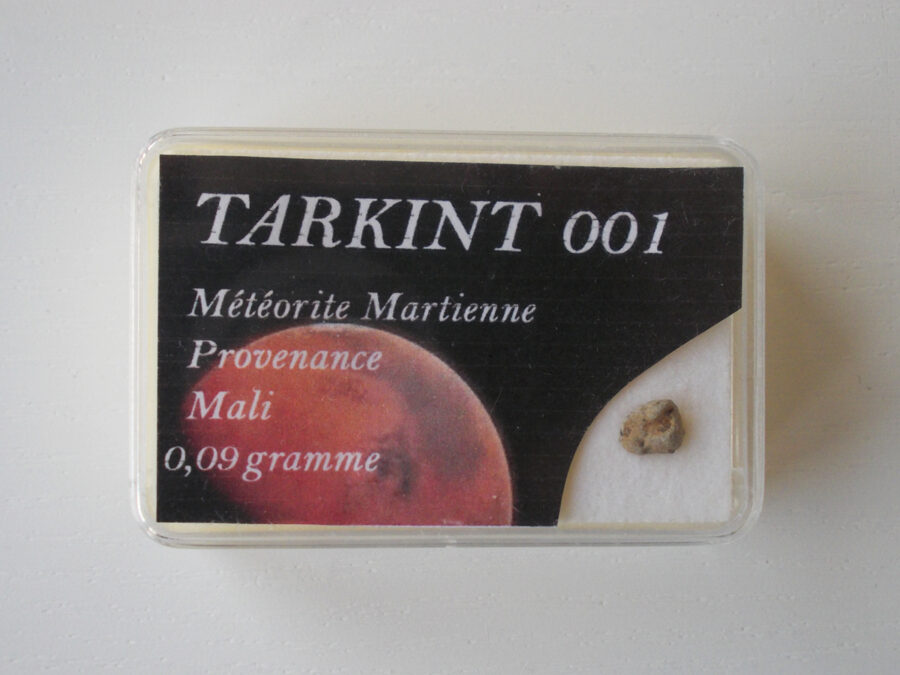 TARKINT 001
Météorite Martienne
Provenance
Mali
0,09 gramme